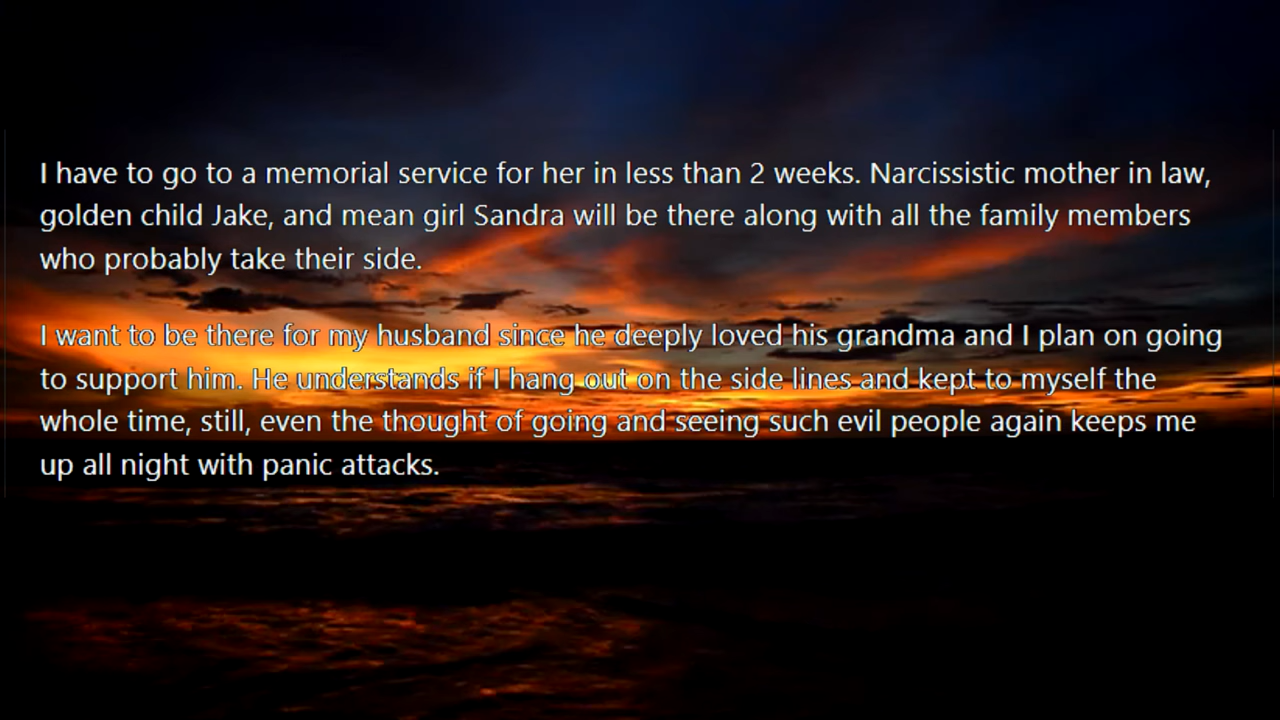 I have to go to a memorial service for her in less than 2 weeks. Narcissistic mother in law,
golden child Jake, and mean girl Sandra will be there along with all the family members
who probably take their side.
I want to be there for my husband since he deeply loved his grandma and I plan on going
to support him. He understands if I hang out on the side lines and kept to myself the
whole time, still, even the thought of going and seeing such evil people again keeps me
up all night with panic attacks.